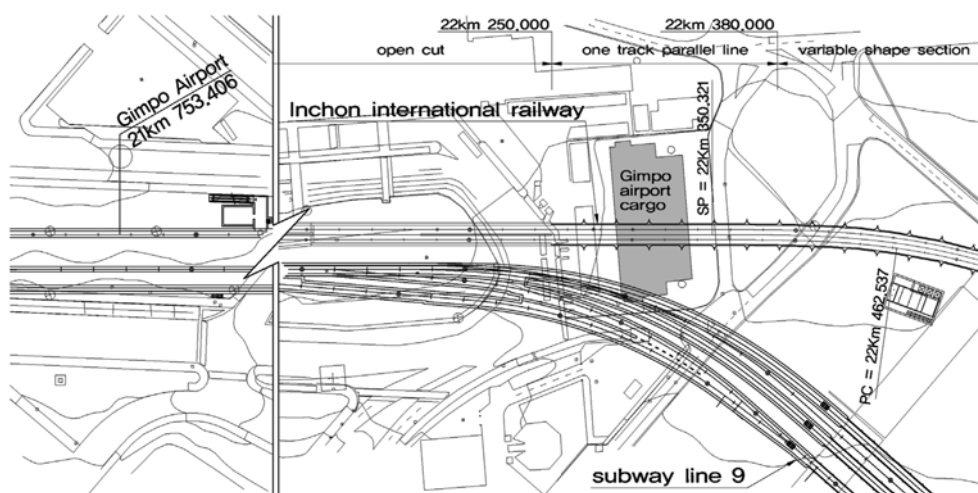 22km 250,000
22km 380,000
open cut
one track parallel line
variable shape section
Gimpo Airport
21km 753.406
Inchon international railway
SP = 22Km 350.321
Gimpo
airport
cargo
PC = 22Km 462.537
subway line 9